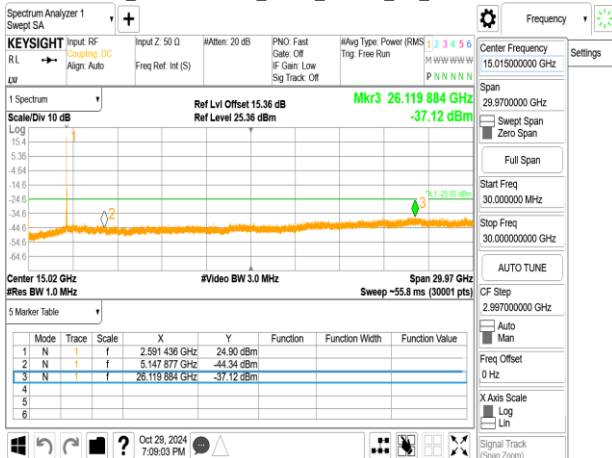 Spectrum Analyzer 1
Swept SA
Frequency
KEYSIGHT
RL
Input: RF
Coupling: DC
Align: Auto
Input Z: 50 Ω
Freq Ref: Int (S)
#Atten: 20 dB
PNO: Fast
Gate: Off
IF Gain: Low
Sig Track: Off
#Avg Type: Power (RMS
Trig: Free Run
1 2 3 4 5 6
M W W W W W
P N N N N N
Settings
1 Spectrum
Scale/Div 10 dB
Log
Ref Lvl Offset 15.36 dB
Ref Level 25.36 dBm
Mkr3 26.119 884 GHz
-37.12 dBm
15.4
5.36
-4.64
-14.6
-24.6
-34.6
-44.6
-54.6
-64.6
1
2
3
DL1 -25.00 dBm
Center 15.02 GHz
#Res BW 1.0 MHz
#Video BW 3.0 MHz
Span 29.97 GHz
Sweep ~55.8 ms (30001 pts)
5 Marker Table
Mode Trace Scale X Y Function Function Width Function Value
1 N 1 f 2.591 436 GHz 24.90 dBm
2 N 1 f 5.147 877 GHz -44.34 dBm
3 N 1 f 26.119 884 GHz -37.12 dBm
4
5
6
Center Frequency
15.015000000 GHz
Span
29.9700000 GHz
Swept Span
Zero Span
Full Span
Start Freq
30.000000 MHz
Stop Freq
30.000000000 GHz
AUTO TUNE
CF Step
2.997000000 GHz
Auto
Man
Freq Offset
0 Hz
X Axis Scale
Log
Lin
Signal Track
(Span Zoom)
?
Oct 29, 2024
7:09:03 PM